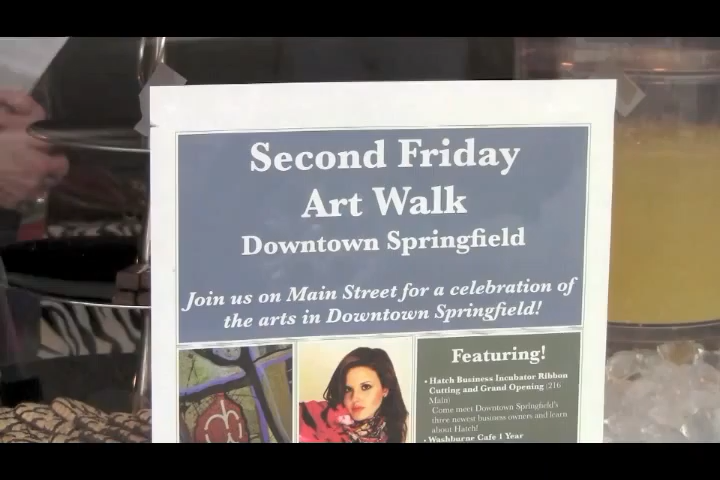 Second Friday
Art Walk
Downtown Springfield
Join us on Main Street for a celebration of
the arts in Downtown Springfield!
Featuring!
• Hatch Business Incubator Ribbon
Cutting and Grand Opening (216
Main)
Come meet Downtown Springfield's
three newest business owners and learn
about Hatch!
• Washburne Cafe 1 Year